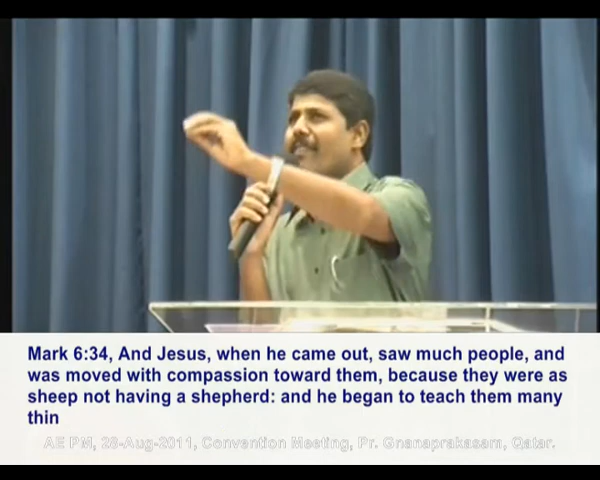 Mark 6:34, And Jesus, when he came out, saw much people, and
was moved with compassion toward them, because they were as
sheep not having a shepherd: and he began to teach them many
thin
AE PM, 28-Aug-2011, Convention Meeting, Pr. Gnanaprakasam, Qatar.